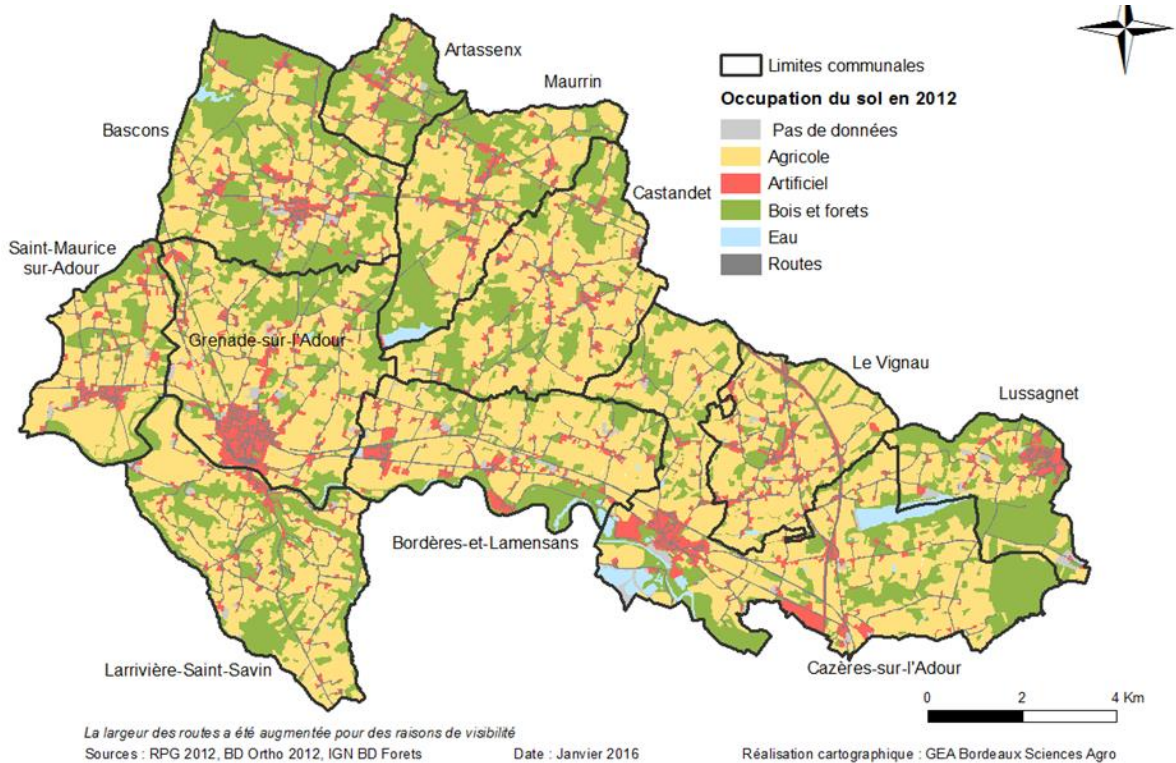 Artassenx
Maurrin
Bascons
Castandet
Saint-Maurice
sur-Adour
Grenade-sur-l'Adour
Le Vignau
Lussagnet
Bordères-et-Lamensans
Larrivière-Saint-Savin
Cazères-sur-l'Adour
Limites communales
Occupation du sol en 2012
Pas de données
Agricole
Artificiel
Bois et forets
Eau
Routes
0 2 4 Km
La largeur des routes a été augmentée pour des raisons de visibilité
Sources : RPG 2012, BD Ortho 2012, IGN BD Forets Date : Janvier 2016 Réalisation cartographique : GEA Bordeaux Sciences Agro